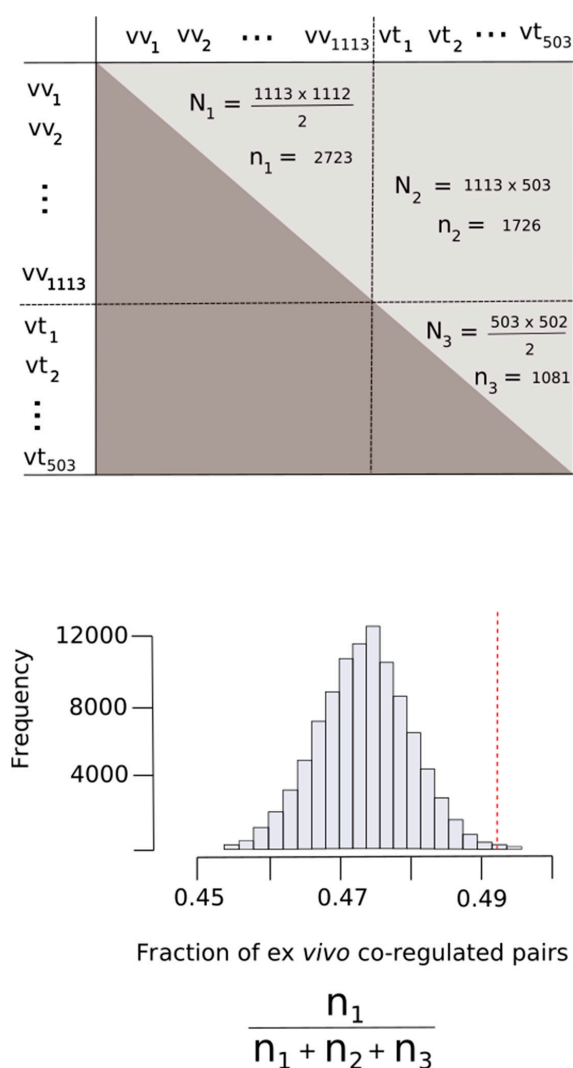 vv1 vv2 ... vv1113 vt1 vt2 ... vt503
vv1
vv2
⋮
vv1113
vt1
vt2
⋮
vt503
N1 = 1113 x 1112 / 2
n1 = 2723
N2 = 1113 x 503
n2 = 1726
N3 = 503 x 502 / 2
n3 = 1081
Frequency
12000
8000
4000
0.45 0.47 0.49
Fraction of ex vivo co-regulated pairs
n1
n1 + n2 + n3